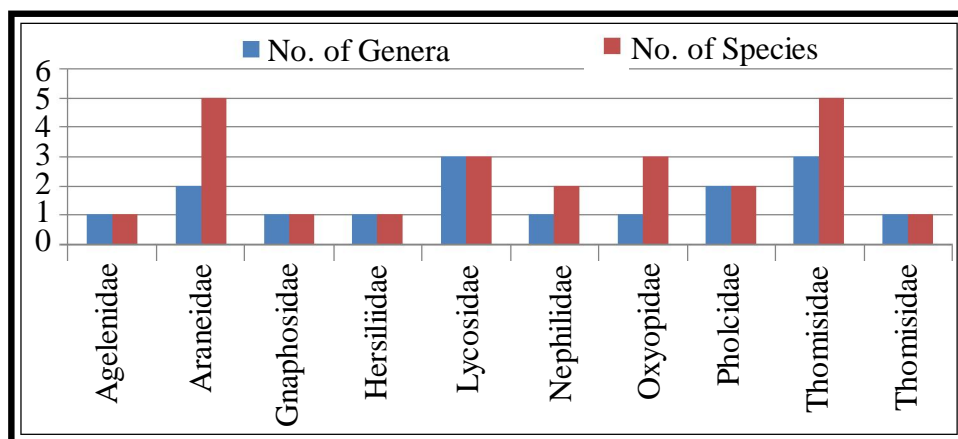 No. of Genera No. of Species
6
5
4
3
2
1
0
Agelenidae
Araneidae
Gnaphosidae
Hersiliidae
Lycosidae
Nephilidae
Oxyopidae
Pholcidae
Thomisidae
Thomisidae